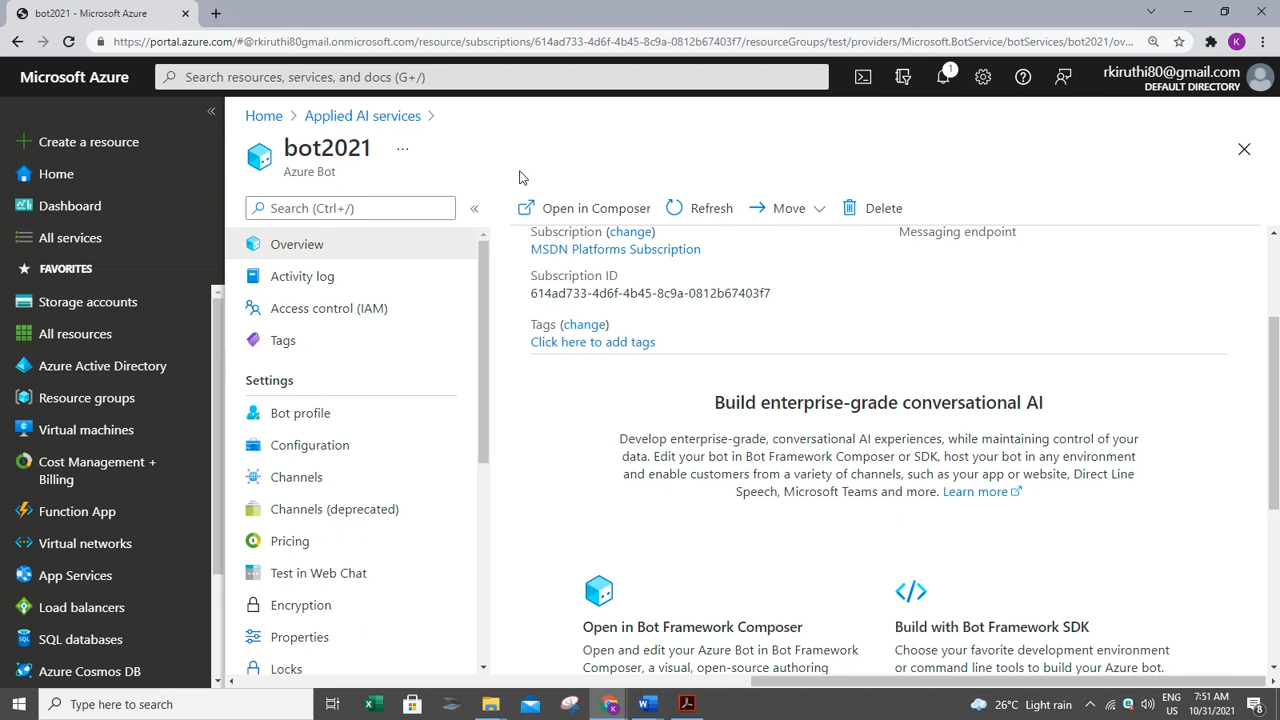 bot2021 - Microsoft Azure
https://portal.azure.com/#@rkiruthi80gmail.onmicrosoft.com/resource/subscriptions/614ad733-4d6f-4b45-8c9a-0812b67403f7/resourceGroups/test/providers/Microsoft.BotService/botServices/bot2021/ov...
K
Microsoft Azure
Search resources, services, and docs (G+/)
1
rkiruthi80@gmail.com
DEFAULT DIRECTORY
Create a resource
Home
Dashboard
All services
FAVORITES
Storage accounts
All resources
Azure Active Directory
Resource groups
Virtual machines
Cost Management +
Billing
Function App
Virtual networks
App Services
Load balancers
SQL databases
Azure Cosmos DB
Home > Applied AI services >
bot2021 ...
Azure Bot
Search (Ctrl+/)
Overview
Activity log
Access control (IAM)
Tags
Settings
Bot profile
Configuration
Channels
Channels (deprecated)
Pricing
Test in Web Chat
Encryption
Properties
Locks
Open in Composer Refresh Move Delete
Subscription (change)
MSDN Platforms Subscription
Messaging endpoint
Subscription ID
614ad733-4d6f-4b45-8c9a-0812b67403f7
Tags (change)
Click here to add tags
Build enterprise-grade conversational AI
Develop enterprise-grade, conversational AI experiences, while maintaining control of your
data. Edit your bot in Bot Framework Composer or SDK, host your bot in any environment
and enable customers from a variety of channels, such as your app or website, Direct Line
Speech, Microsoft Teams and more. Learn more
Open in Bot Framework Composer
Open and edit your Azure Bot in Bot Framework
Composer, a visual, open-source authoring
Build with Bot Framework SDK
Choose your favorite development environment
or command line tools to build your Azure bot.
Type here to search
26°C Light rain
ENG
US
7:51 AM
10/31/2021
8